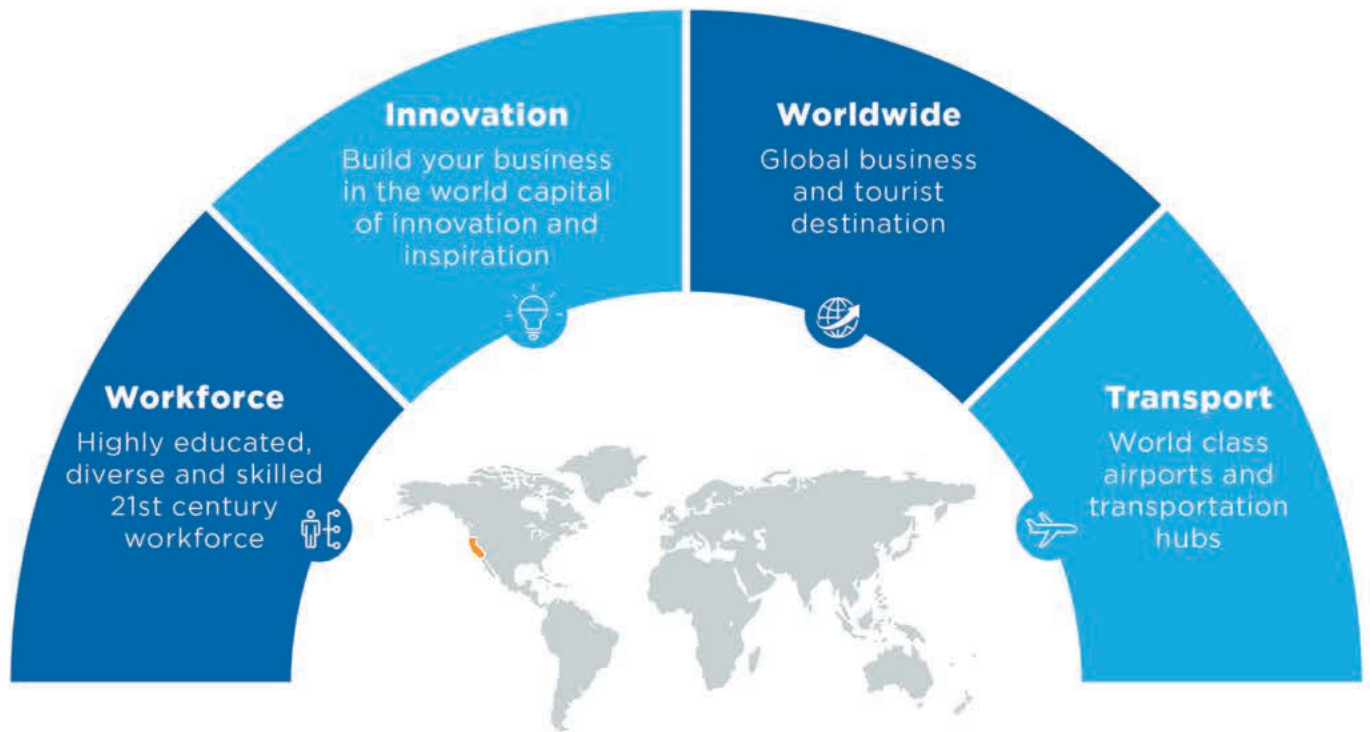 Innovation
Build your business
in the world capital
of innovation and
inspiration
Worldwide
Global business
and tourist
destination
Workforce
Highly educated,
diverse and skilled
21st century
workforce
Transport
World class
airports and
transportation
hubs